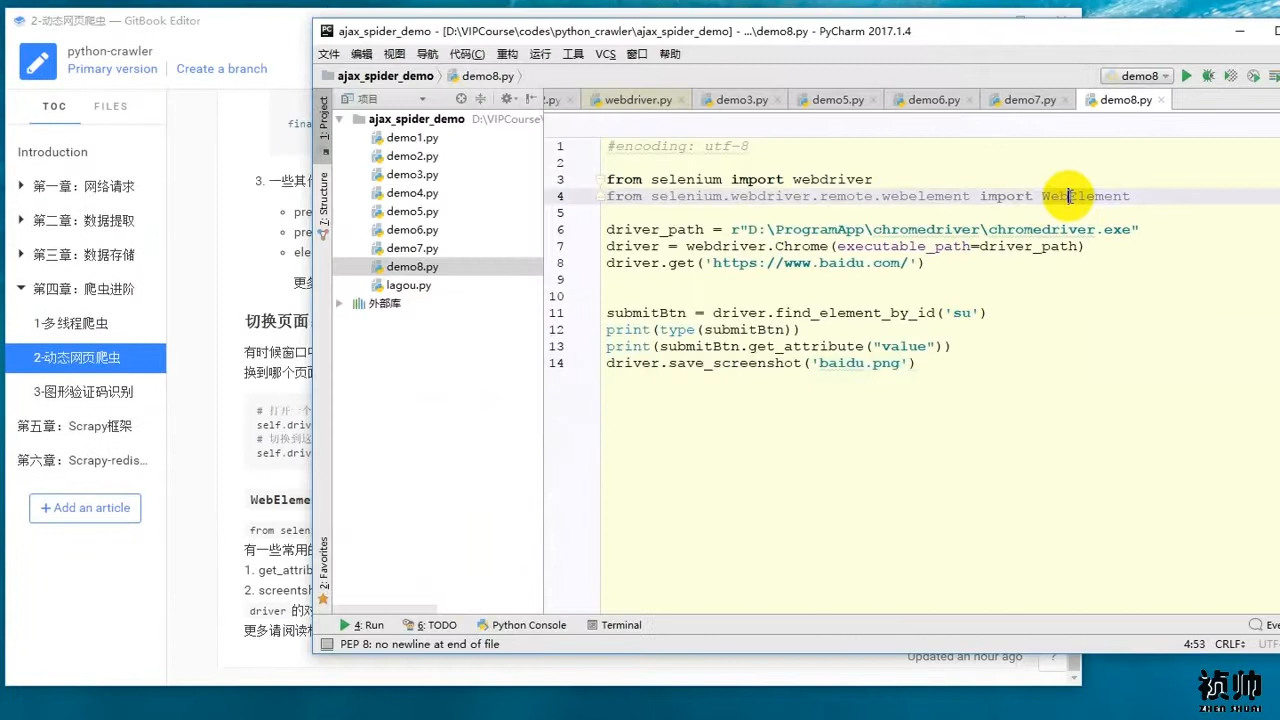 2-动态网页爬虫 — GitBook Editor
python-crawler
Primary version
Create a branch
TOC
FILES
Introduction
第一章：网络请求
第二章：数据提取
第三章：数据存储
第四章：爬虫进阶
1-多线程爬虫
2-动态网页爬虫
3-图形验证码识别
第五章：Scrapy框架
第六章：Scrapy-redis...
+ Add an article
fina
3. 一些其
pre
pre
ele
更多
切换页面
有时候窗口中
换到哪个页面
# 打开一个
self.driv
# 切换到这
self.driv
WebEleme
from selen
有一些常用的
1. get_attrib
2. screentsh
driver 的对
更多请阅读
Updated an hour ago
?
ajax_spider_demo - [D:\VIPCourse\codes\python_crawler\ajax_spider_demo] - ...\demo8.py - PyCharm 2017.1.4
文件 编辑 视图 导航 代码(C) 重构 运行 工具 VCS 窗口 帮助
ajax_spider_demo
demo8.py
demo8
项目
.py
webdriver.py
demo3.py
demo5.py
demo6.py
demo7.py
demo8.py
1: Project
7: Structure
2: Favorites
ajax_spider_demo D:\VIPCourse\
demo1.py
demo2.py
demo3.py
demo4.py
demo5.py
demo6.py
demo7.py
demo8.py
lagou.py
外部库
1 #encoding: utf-8
2
3 from selenium import webdriver
4 from selenium.webdriver.remote.webelement import WebElement
5
6 driver_path = r"D:\ProgramApp\chromedriver\chromedriver.exe"
7 driver = webdriver.Chrome(executable_path=driver_path)
8 driver.get('https://www.baidu.com/')
9
10
11 submitBtn = driver.find_element_by_id('su')
12 print(type(submitBtn))
13 print(submitBtn.get_attribute("value"))
14 driver.save_screenshot('baidu.png')
4: Run
6: TODO
Python Console
Terminal
Eve
PEP 8: no newline at end of file
4:53 CRLF UTF-
祯帅
ZHEN SHUAI